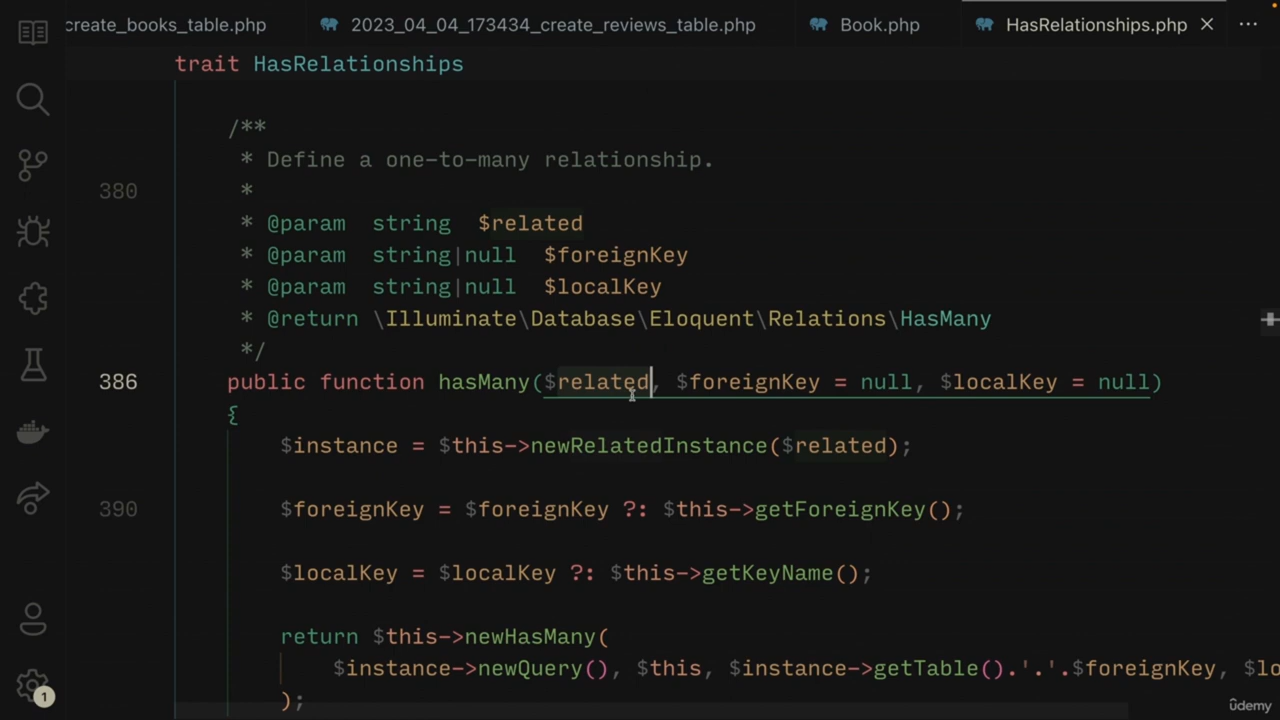 create_books_table.php
2023_04_04_173434_create_reviews_table.php
Book.php
HasRelationships.php
trait HasRelationships
/**
* Define a one-to-many relationship.
380 *
* @param string $related
* @param string|null $foreignKey
* @param string|null $localKey
* @return \Illuminate\Database\Eloquent\Relations\HasMany
*/
386 public function hasMany($related, $foreignKey = null, $localKey = null)
{
$instance = $this->newRelatedInstance($related);
390 $foreignKey = $foreignKey ?: $this->getForeignKey();
$localKey = $localKey ?: $this->getKeyName();
return $this->newHasMany(
$instance->newQuery(), $this, $instance->getTable().'.'.$foreignKey, $lo
);
1
ûdemy